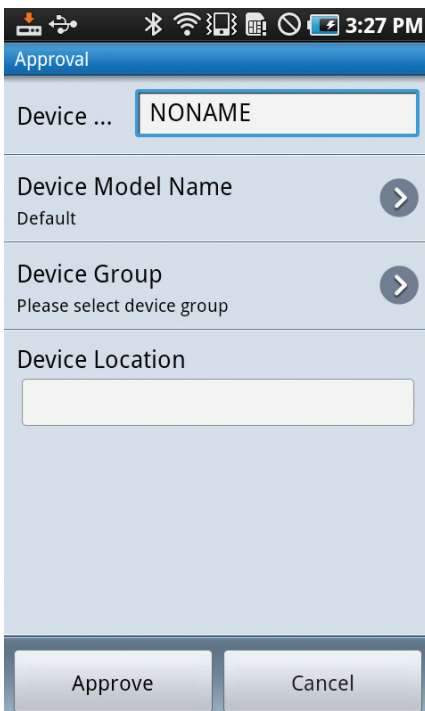 3:27 PM
Approval
Device ... NONAME
Device Model Name
Default
Device Group
Please select device group
Device Location
Approve Cancel